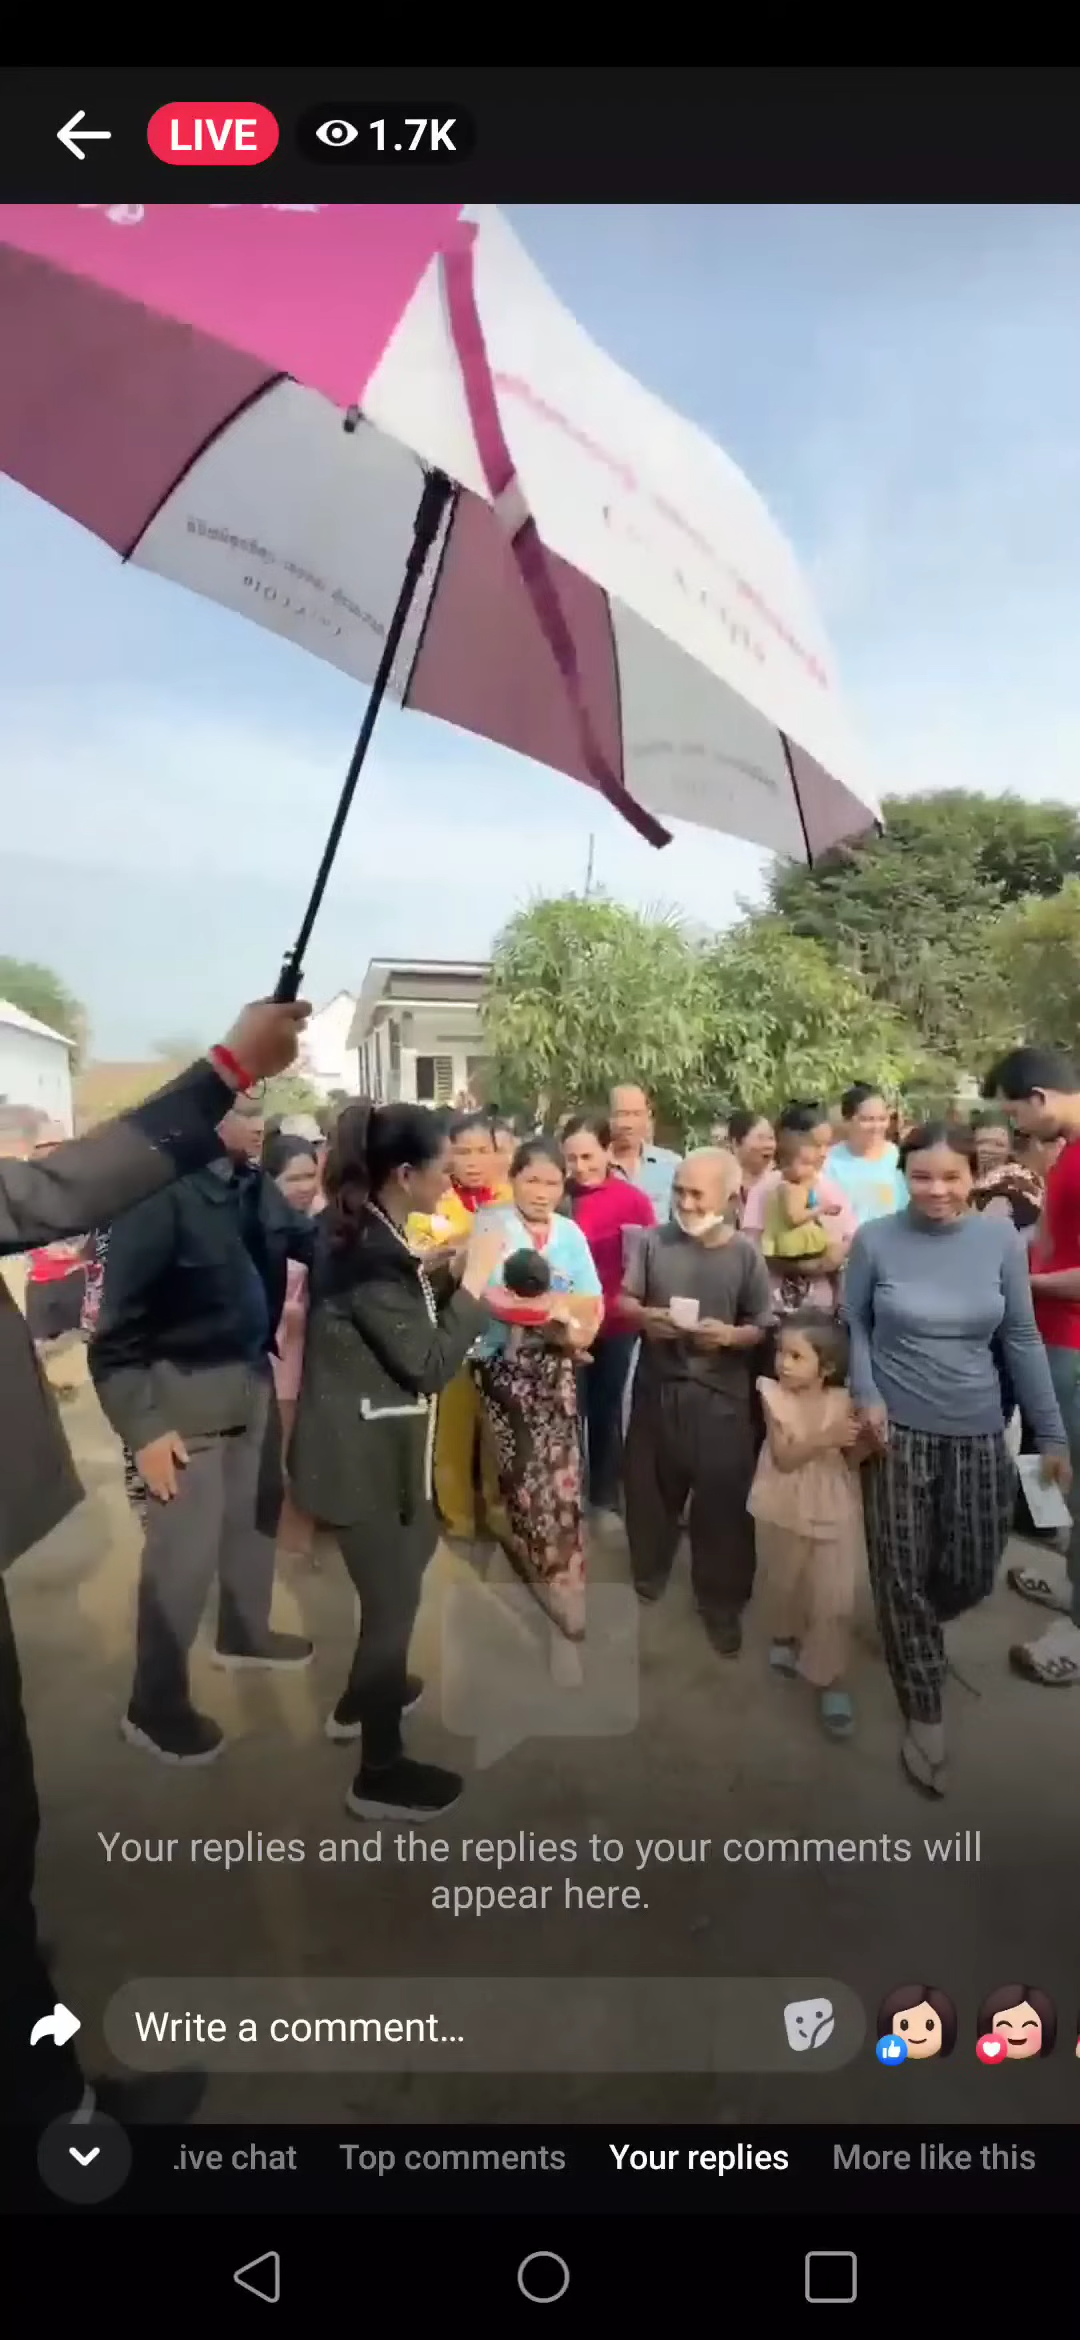 LIVE
1.7K
Your replies and the replies to your comments will
appear here.
Write a comment...
.ive chat
Top comments
Your replies
More like this